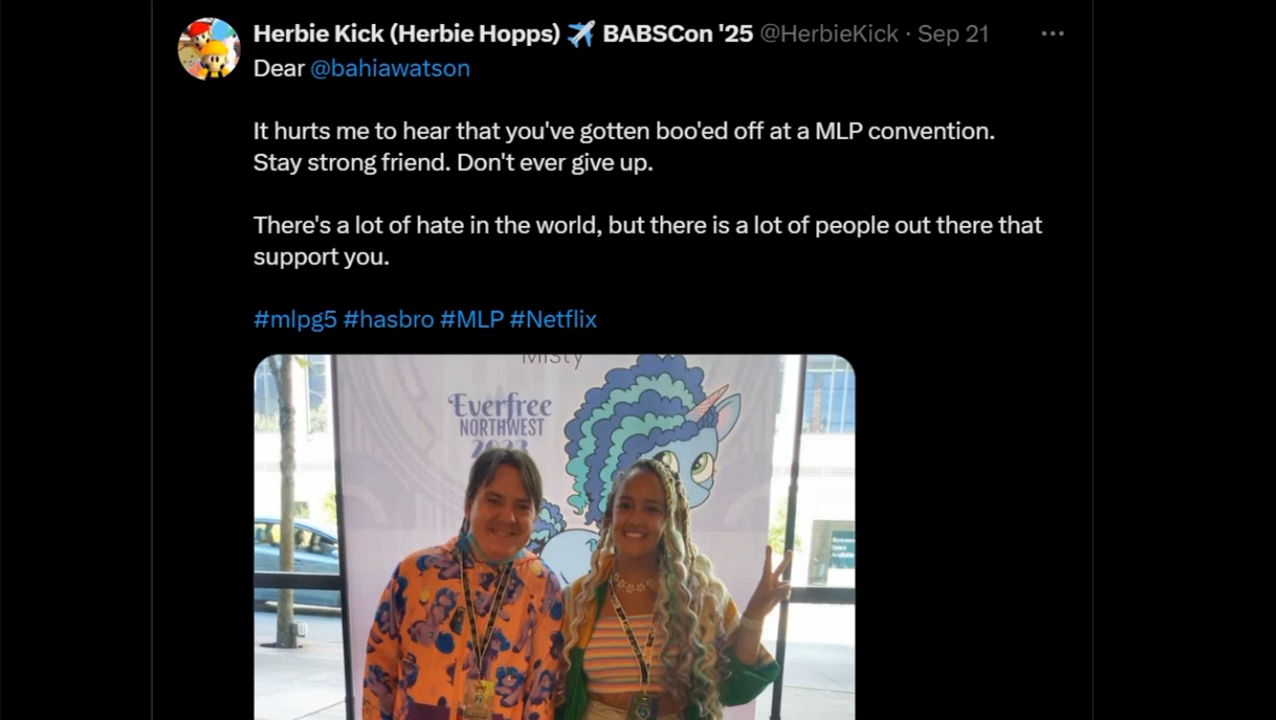 Herbie Kick (Herbie Hopps) ✈️ BABSCon '25 @HerbieKick · Sep 21
Dear @bahiawatson
It hurts me to hear that you've gotten boo'ed off at a MLP convention.
Stay strong friend. Don't ever give up.
There's a lot of hate in the world, but there is a lot of people out there that
support you.
#mlpg5 #hasbro #MLP #Netflix
Misty
Everfree
NORTHWEST
2023